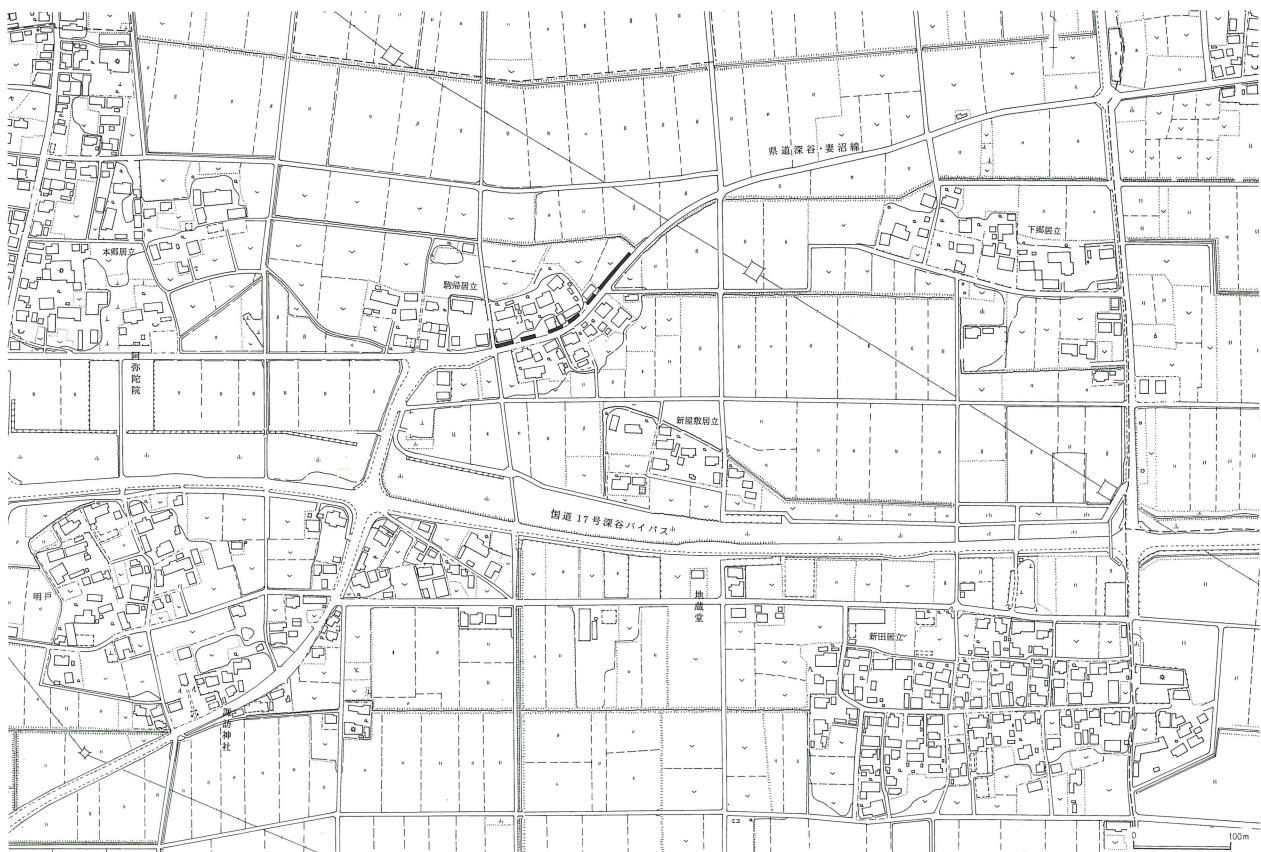 県道深谷・妻沼線
下郷居立
本郷居立
駒帰居立
阿弥陀院
新屋敷居立
国道17号深谷バイパス
明戸
地蔵堂
新田居立
諏訪神社
0
100m